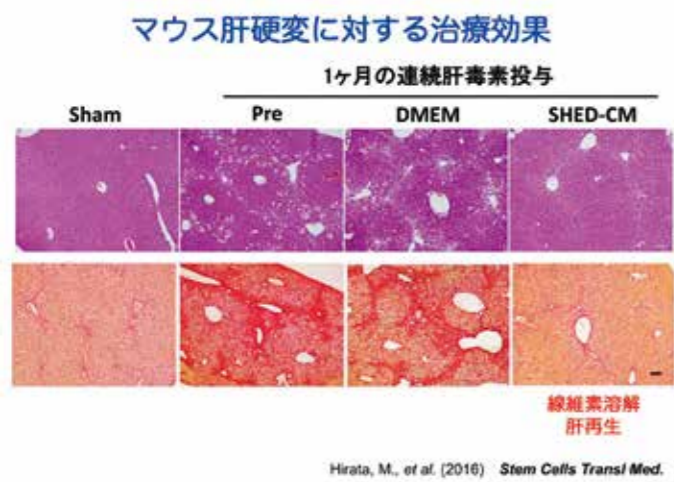 マウス肝硬変に対する治療効果
1ヶ月の連続肝毒素投与
Sham Pre DMEM SHED-CM
線維素溶解
肝再生
Hirata, M., et al. (2016) Stem Cells Transl Med.